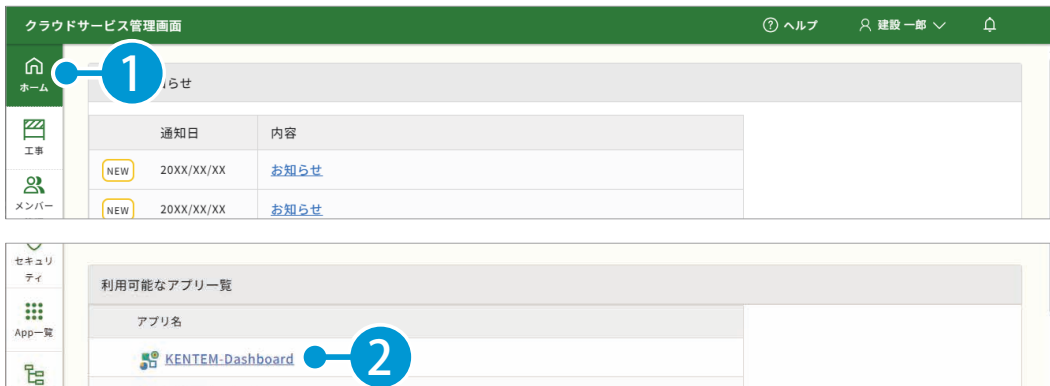 クラウドサービス管理画面
ヘルプ
建設 一郎
ホーム
1
らせ
工事
通知日 内容
NEW 20XX/XX/XX お知らせ
メンバー
NEW 20XX/XX/XX お知らせ
セキュリ
ティ
利用可能なアプリ一覧
App一覧
アプリ名
KENTEM-Dashboard
2